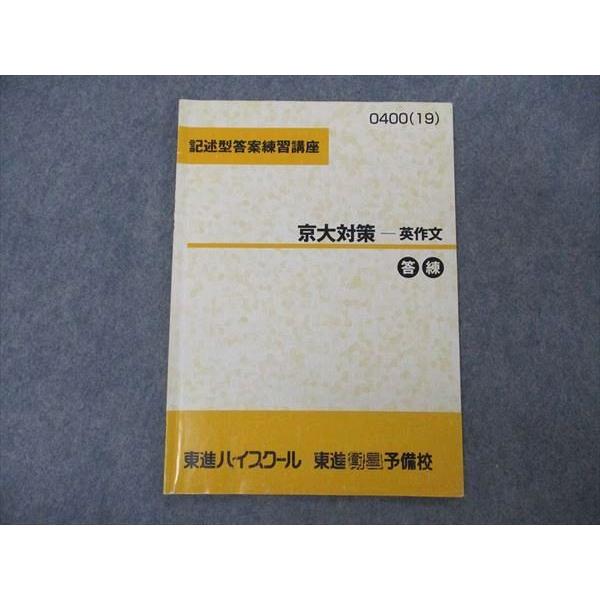 0400(19)
記述型答案練習講座
京大対策 — 英作文
答練
東進ハイスクール 東進衛星予備校